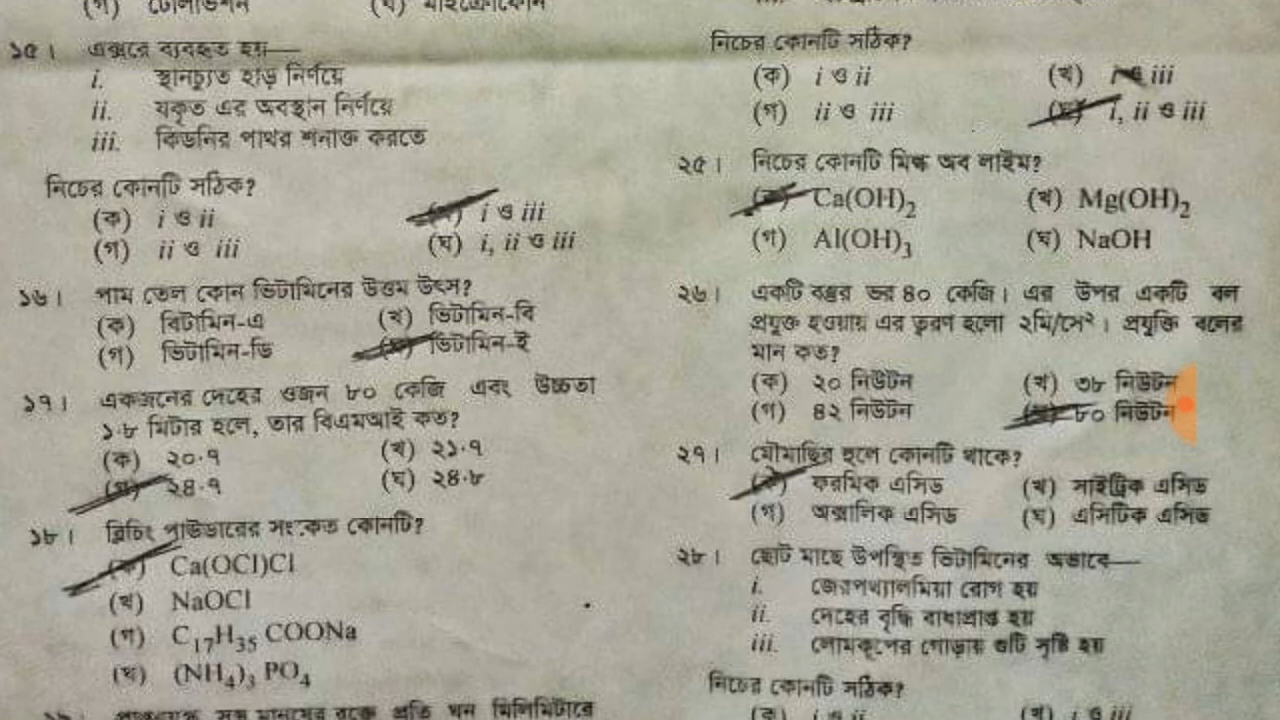 (গ) টেলিভিশন (ঘ) মাইক্রোফোন
১৫। এক্সরে ব্যবহৃত হয়—
i. স্থানচ্যুত হাড় নির্ণয়ে
ii. যকৃত এর অবস্থান নির্ণয়ে
iii. কিডনির পাথর শনাক্ত করতে
নিচের কোনটি সঠিক?
(ক) i ও ii i ও iii
(গ) ii ও iii (ঘ) i, ii ও iii
১৬। পাম তেল কোন ভিটামিনের উত্তম উৎস?
(ক) বিটামিন-এ (খ) ভিটামিন-বি
(গ) ভিটামিন-ডি ভিটামিন-ই
১৭। একজনের দেহের ওজন ৮০ কেজি এবং উচ্চতা
১·৮ মিটার হলে, তার বিএমআই কত?
(ক) ২০·৭ (খ) ২১·৭
(গ) ২৪·৭ (ঘ) ২৪·৮
১৮। ব্লিচিং পাউডারের সংকেত কোনটি?
Ca(OCl)Cl
(খ) NaOCl
(গ) C₁₇H₃₅ COONa
(ঘ) (NH₄)₃ PO₄
মানুষের রক্তে প্রতি ঘন মিলিমিটারে
নিচের কোনটি সঠিক?
(ক) i ও ii (খ) i ও iii
(গ) ii ও iii (ঘ) i, ii ও iii
২৫। নিচের কোনটি মিল্ক অব লাইম?
(ক) Ca(OH)₂ (খ) Mg(OH)₂
(গ) Al(OH)₃ (ঘ) NaOH
২৬। একটি বস্তুর ভর ৪০ কেজি। এর উপর একটি বল
প্রযুক্ত হওয়ায় এর ত্বরণ হলো ২মি/সে²। প্রযুক্তি বলের
মান কত?
(ক) ২০ নিউটন (খ) ৩৮ নিউটন
(গ) ৪২ নিউটন ৮০ নিউটন
২৭। মৌমাছির হুলে কোনটি থাকে?
(ক) ফরমিক এসিড (খ) সাইট্রিক এসিড
(গ) অক্সালিক এসিড (ঘ) এসিটিক এসিড
২৮। ছোট মাছে উপস্থিত ভিটামিনের অভাবে—
i. জেরপথ্যালমিয়া রোগ হয়
ii. দেহের বৃদ্ধি বাধাপ্রাপ্ত হয়
iii. লোমকূপের গোড়ায় গুটি সৃষ্টি হয়
নিচের কোনটি সঠিক?
(ক) i ও ii (খ) i ও iii